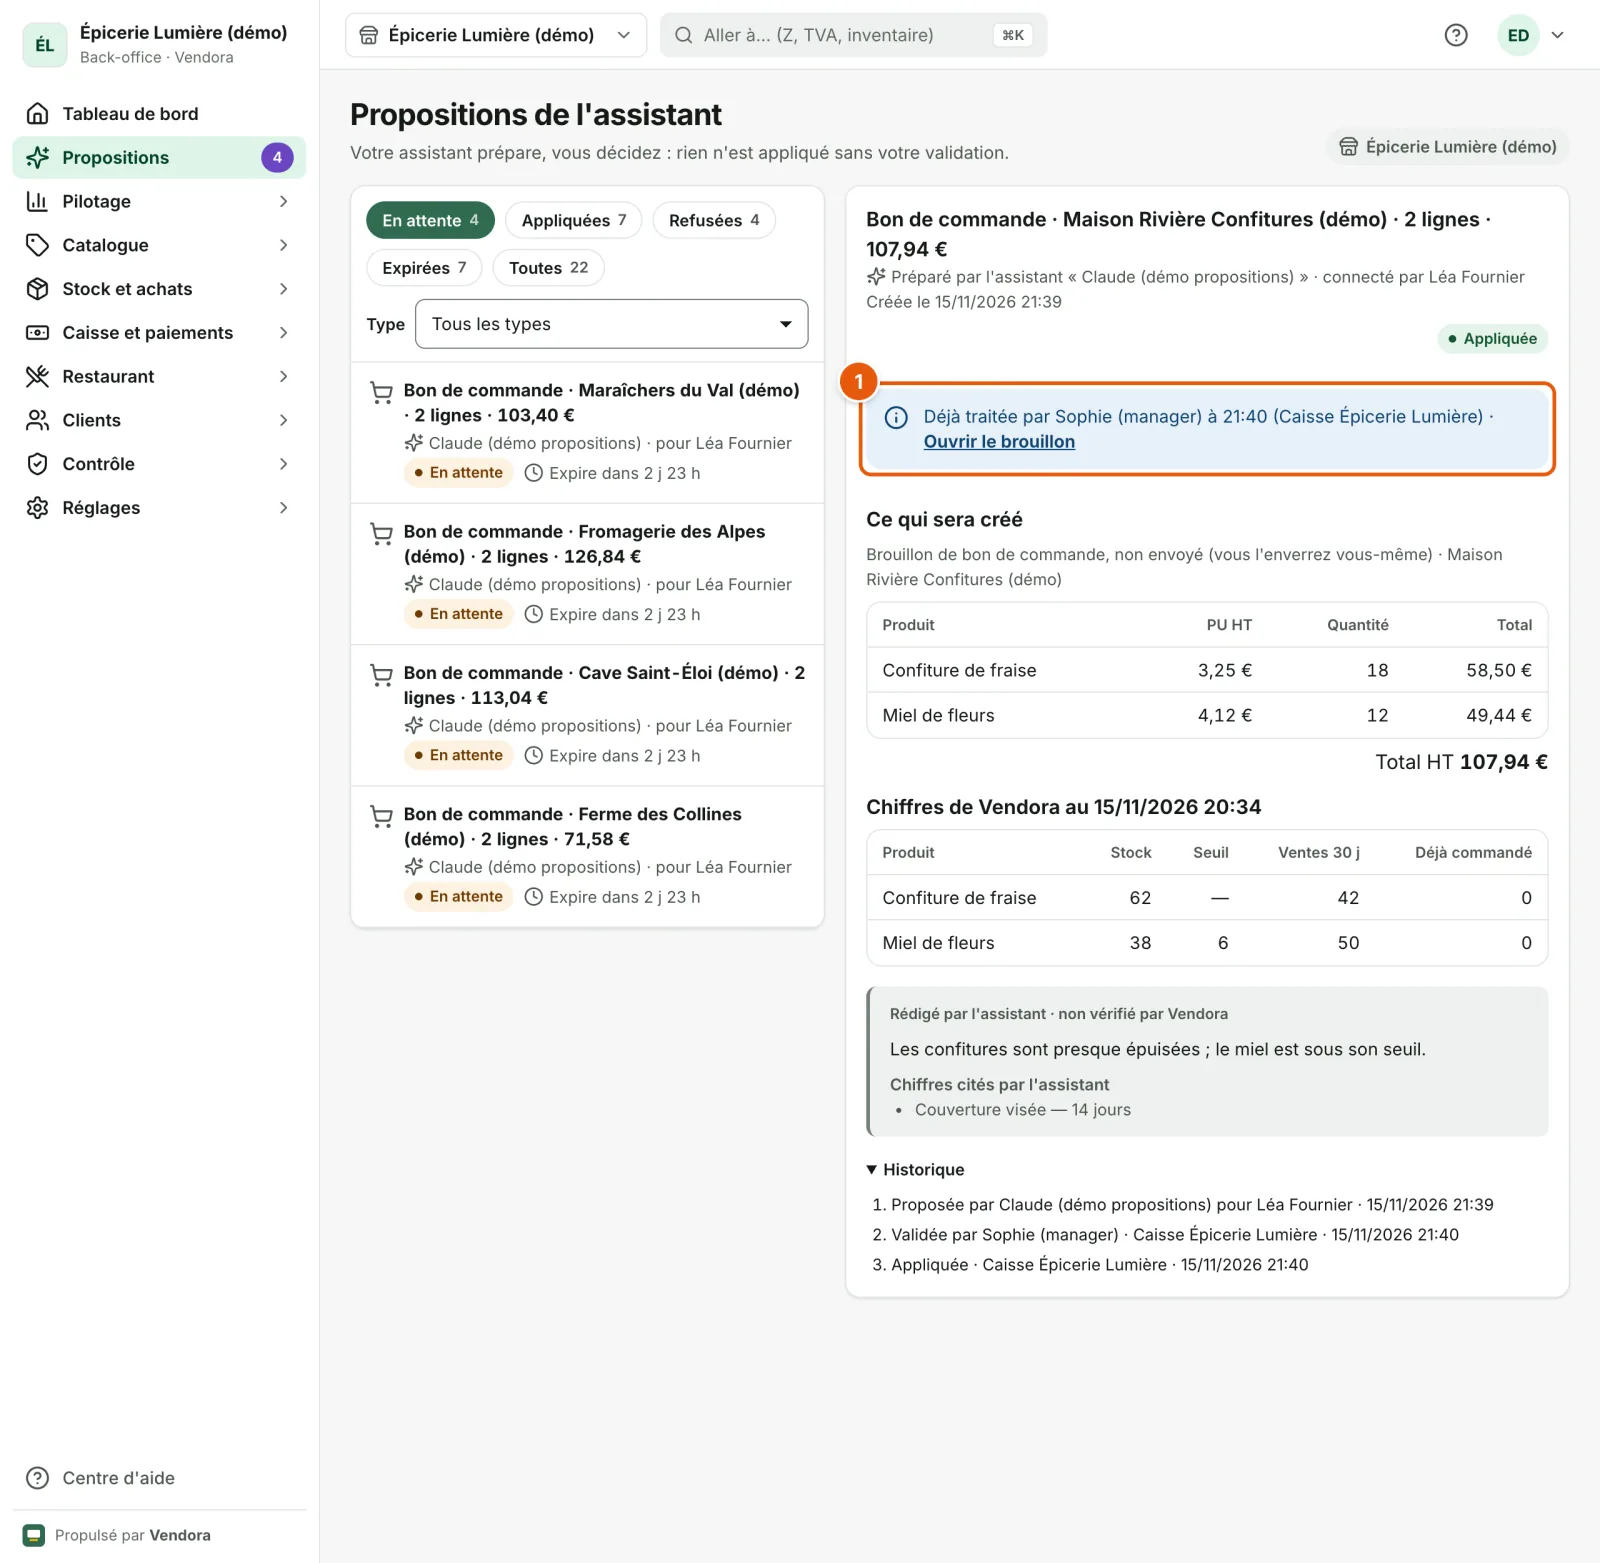 ÉL
Épicerie Lumière (démo)
Back-office · Vendora
Tableau de bord
Propositions
4
Pilotage
Catalogue
Stock et achats
Caisse et paiements
Restaurant
Clients
Contrôle
Réglages
Centre d'aide
Propulsé par Vendora
Épicerie Lumière (démo)
Aller à... (Z, TVA, inventaire)
⌘K
ED
Propositions de l'assistant
Votre assistant prépare, vous décidez : rien n'est appliqué sans votre validation.
Épicerie Lumière (démo)
En attente 4
Appliquées 7
Refusées 4
Expirées 7
Toutes 22
Type
Tous les types
Bon de commande · Maraîchers du Val (démo)
· 2 lignes · 103,40 €
Claude (démo propositions) · pour Léa Fournier
En attente
Expire dans 2 j 23 h
Bon de commande · Fromagerie des Alpes
(démo) · 2 lignes · 126,84 €
Claude (démo propositions) · pour Léa Fournier
En attente
Expire dans 2 j 23 h
Bon de commande · Cave Saint-Éloi (démo) · 2
lignes · 113,04 €
Claude (démo propositions) · pour Léa Fournier
En attente
Expire dans 2 j 23 h
Bon de commande · Ferme des Collines
(démo) · 2 lignes · 71,58 €
Claude (démo propositions) · pour Léa Fournier
En attente
Expire dans 2 j 23 h
Bon de commande · Maison Rivière Confitures (démo) · 2 lignes ·
107,94 €
Préparé par l'assistant « Claude (démo propositions) » · connecté par Léa Fournier
Créée le 15/11/2026 21:39
Appliquée
1
Déjà traitée par Sophie (manager) à 21:40 (Caisse Épicerie Lumière) ·
Ouvrir le brouillon
Ce qui sera créé
Brouillon de bon de commande, non envoyé (vous l'enverrez vous-même) · Maison
Rivière Confitures (démo)
Produit PU HT Quantité Total
Confiture de fraise 3,25 € 18 58,50 €
Miel de fleurs 4,12 € 12 49,44 €
Total HT 107,94 €
Chiffres de Vendora au 15/11/2026 20:34
Produit Stock Seuil Ventes 30 j Déjà commandé
Confiture de fraise 62 — 42 0
Miel de fleurs 38 6 50 0
Rédigé par l'assistant · non vérifié par Vendora
Les confitures sont presque épuisées ; le miel est sous son seuil.
Chiffres cités par l'assistant
• Couverture visée — 14 jours
▼ Historique
1. Proposée par Claude (démo propositions) pour Léa Fournier · 15/11/2026 21:39
2. Validée par Sophie (manager) · Caisse Épicerie Lumière · 15/11/2026 21:40
3. Appliquée · Caisse Épicerie Lumière · 15/11/2026 21:40